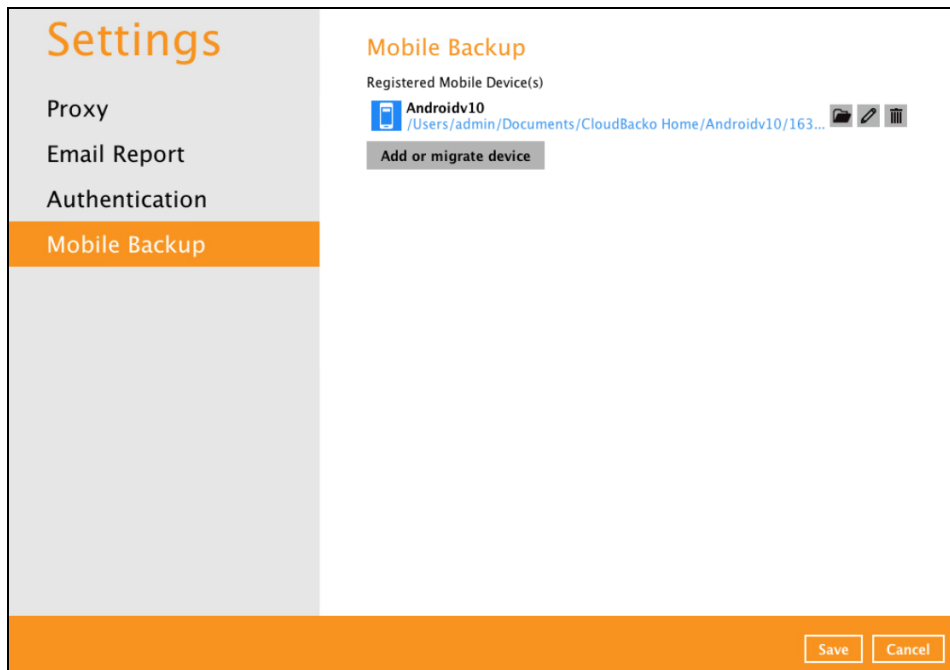 Settings
Proxy
Email Report
Authentication
Mobile Backup
Mobile Backup
Registered Mobile Device(s)
Androidv10
/Users/admin/Documents/CloudBacko Home/Androidv10/163...
Add or migrate device
Save
Cancel